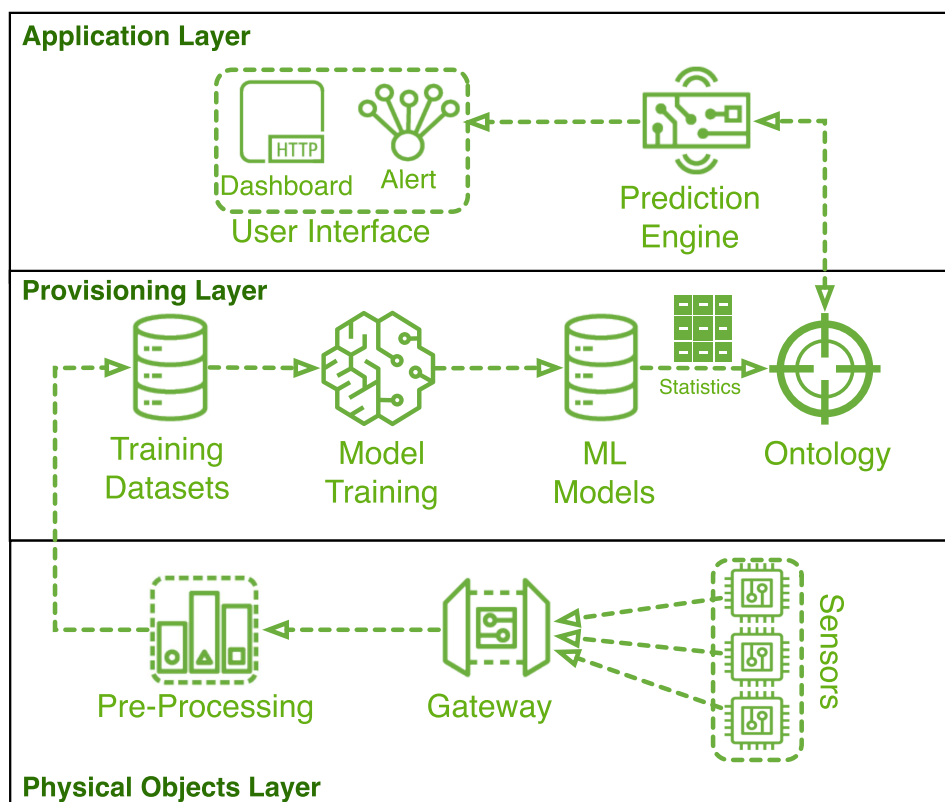 Application Layer
HTTP
Dashboard
Alert
User Interface
Prediction
Engine
Provisioning Layer
Statistics
Training
Datasets
Model
Training
ML
Models
Ontology
Pre-Processing
Gateway
Sensors
Physical Objects Layer